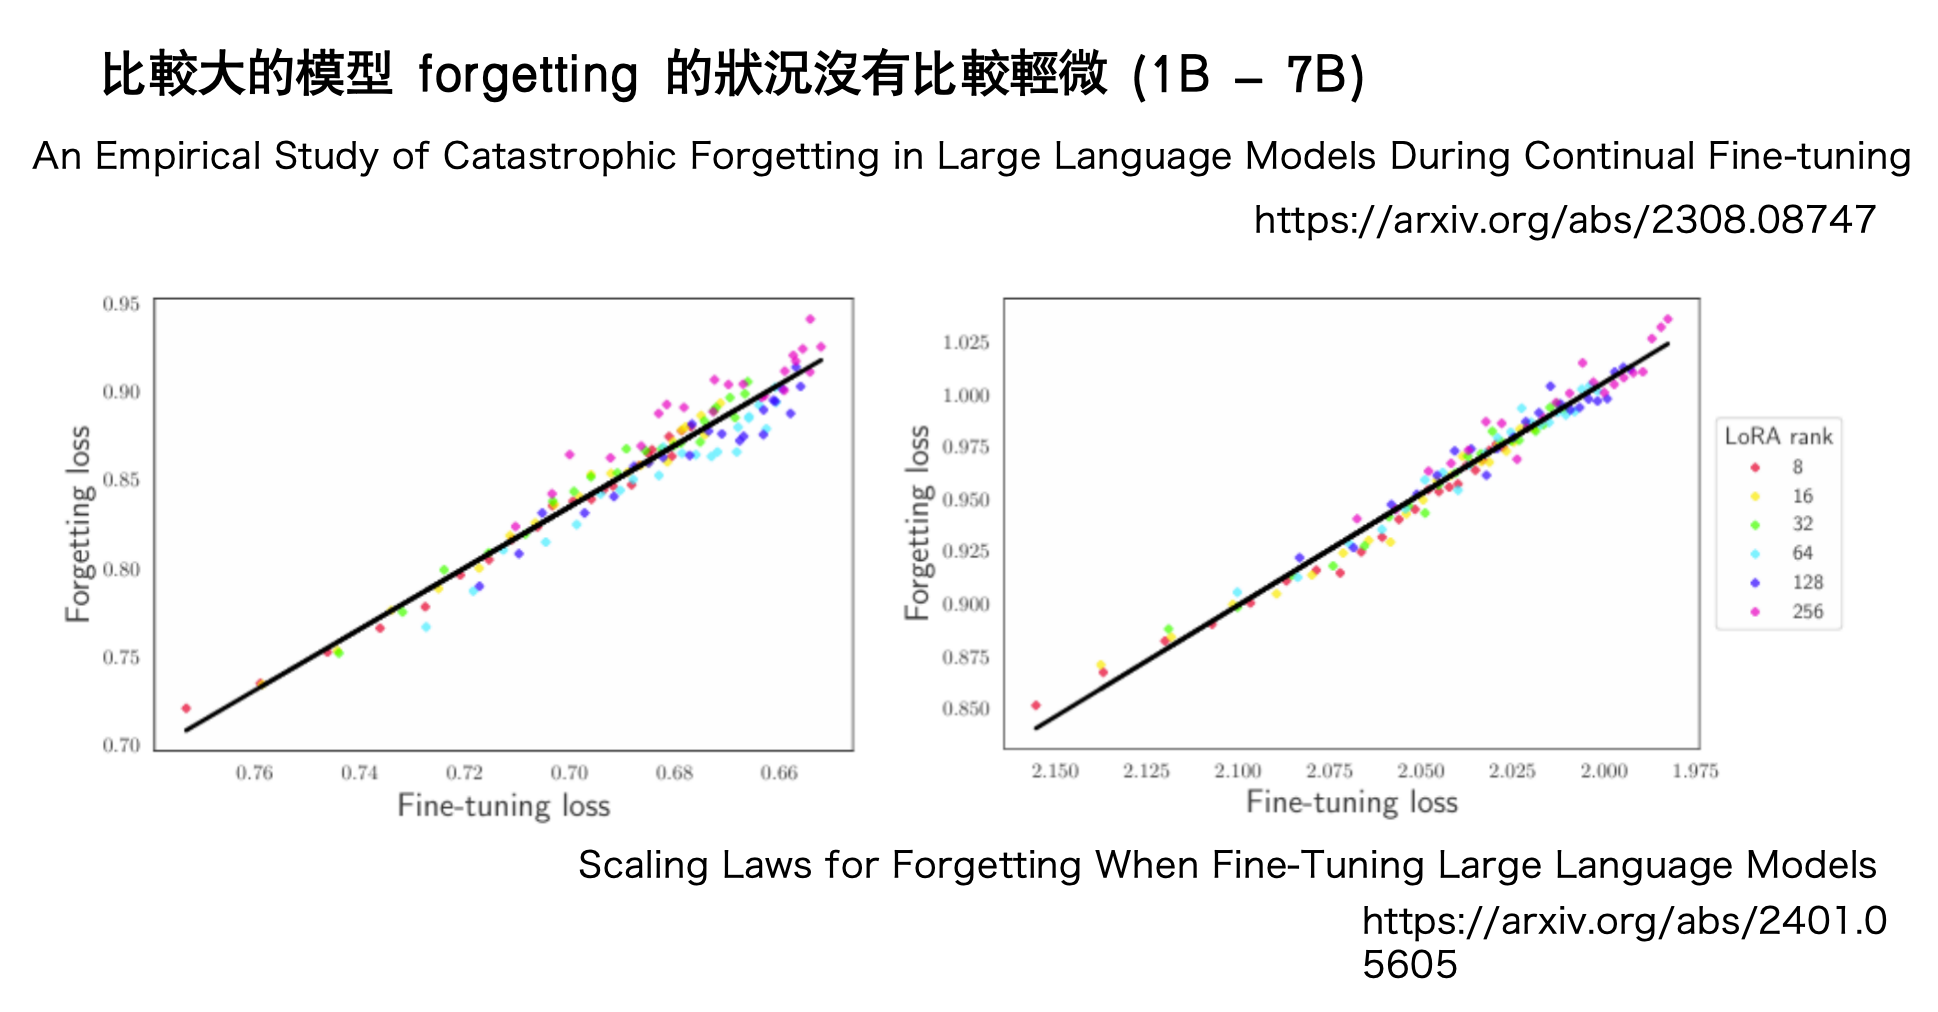 比較大的模型 forgetting 的狀況沒有比較輕微 (1B – 7B)
An Empirical Study of Catastrophic Forgetting in Large Language Models During Continual Fine-tuning
https://arxiv.org/abs/2308.08747
0.95
0.90
0.85
0.80
0.75
0.70
Forgetting loss
0.76 0.74 0.72 0.70 0.68 0.66
Fine-tuning loss
1.025
1.000
0.975
0.950
0.925
0.900
0.875
0.850
Forgetting loss
2.150 2.125 2.100 2.075 2.050 2.025 2.000 1.975
Fine-tuning loss
LoRA rank
8
16
32
64
128
256
Scaling Laws for Forgetting When Fine-Tuning Large Language Models
https://arxiv.org/abs/2401.0
5605